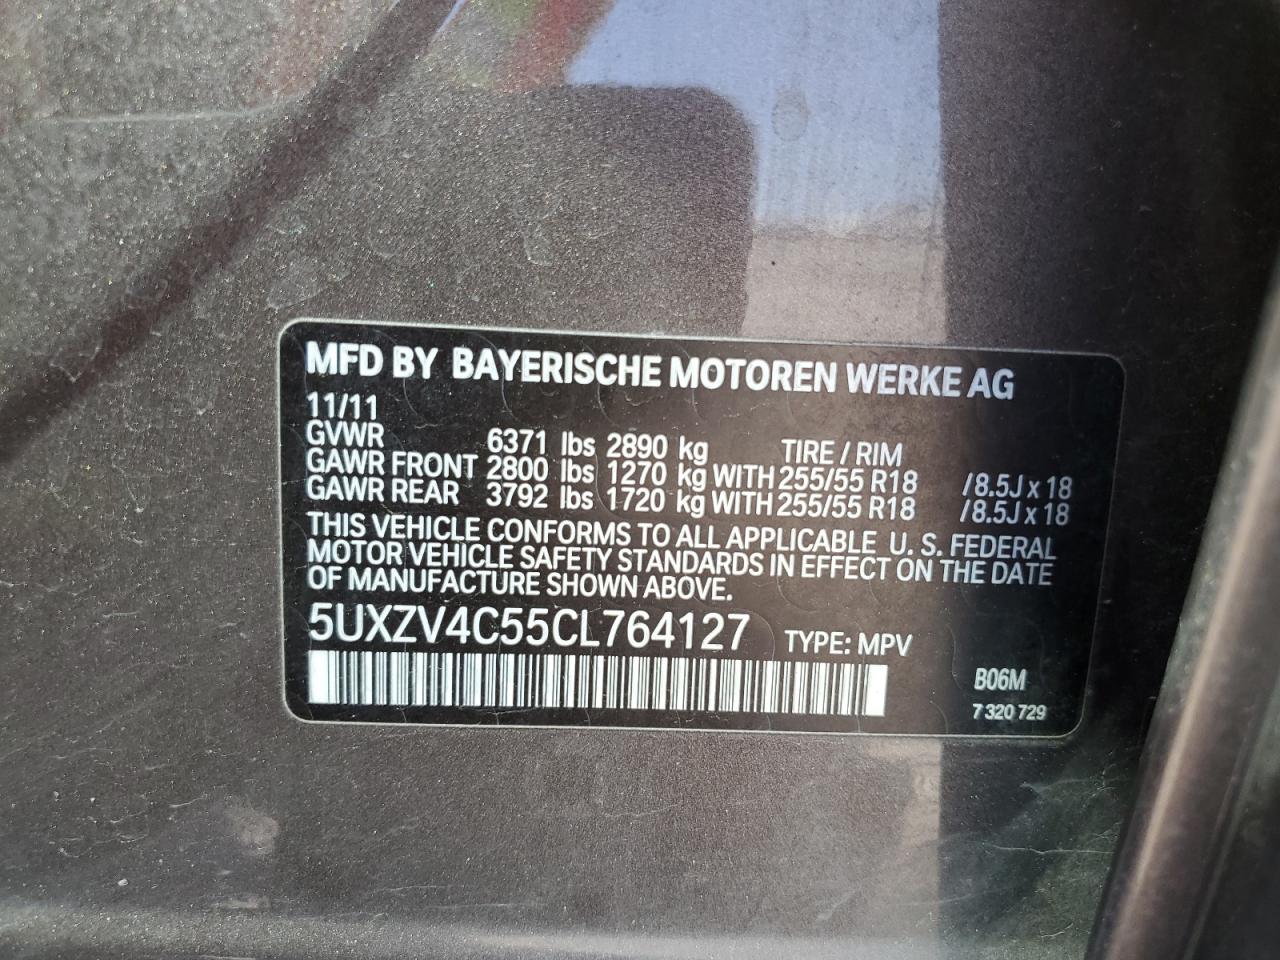 MFD BY BAYERISCHE MOTOREN WERKE AG
11/11
GVWR 6371 lbs 2890 kg TIRE / RIM
GAWR FRONT 2800 lbs 1270 kg WITH 255/55 R18 /8.5J x 18
GAWR REAR 3792 lbs 1720 kg WITH 255/55 R18 /8.5J x 18
THIS VEHICLE CONFORMS TO ALL APPLICABLE U. S. FEDERAL
MOTOR VEHICLE SAFETY STANDARDS IN EFFECT ON THE DATE
OF MANUFACTURE SHOWN ABOVE.
5UXZV4C55CL764127 TYPE: MPV
B06M
7 320 729